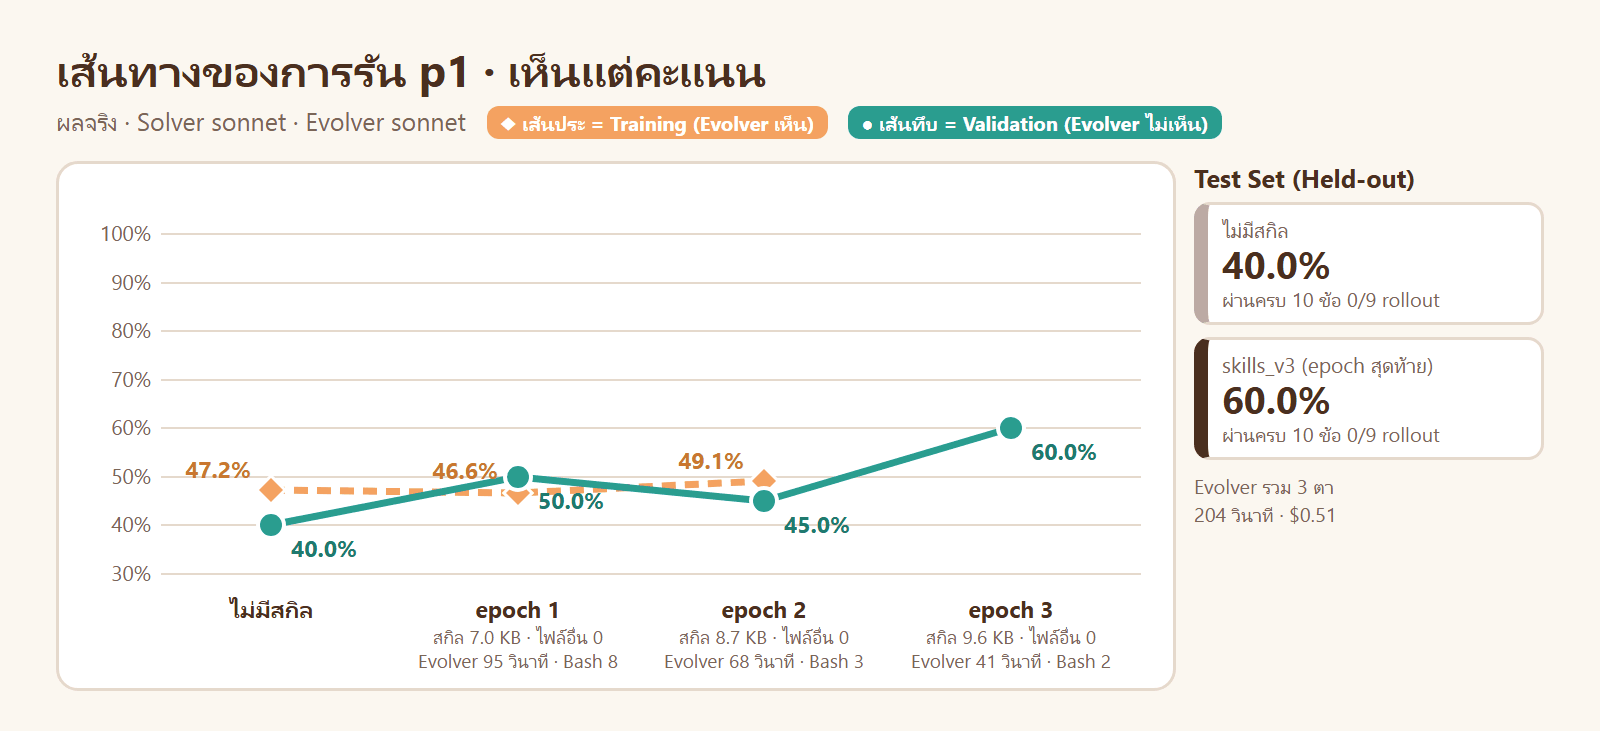 เส้นทางของการรัน p1 · เห็นแต่คะแนน
ผลจริง · Solver sonnet · Evolver sonnet
◆ เส้นประ = Training (Evolver เห็น)
● เส้นทึบ = Validation (Evolver ไม่เห็น)
100%
90%
80%
70%
60%
50%
40%
30%
47.2%
46.6%
49.1%
40.0%
50.0%
45.0%
60.0%
ไม่มีสกิล
epoch 1
สกิล 7.0 KB · ไฟล์อื่น 0
Evolver 95 วินาที · Bash 8
epoch 2
สกิล 8.7 KB · ไฟล์อื่น 0
Evolver 68 วินาที · Bash 3
epoch 3
สกิล 9.6 KB · ไฟล์อื่น 0
Evolver 41 วินาที · Bash 2
Test Set (Held-out)
ไม่มีสกิล
40.0%
ผ่านครบ 10 ข้อ 0/9 rollout
skills_v3 (epoch สุดท้าย)
60.0%
ผ่านครบ 10 ข้อ 0/9 rollout
Evolver รวม 3 ตา
204 วินาที · $0.51